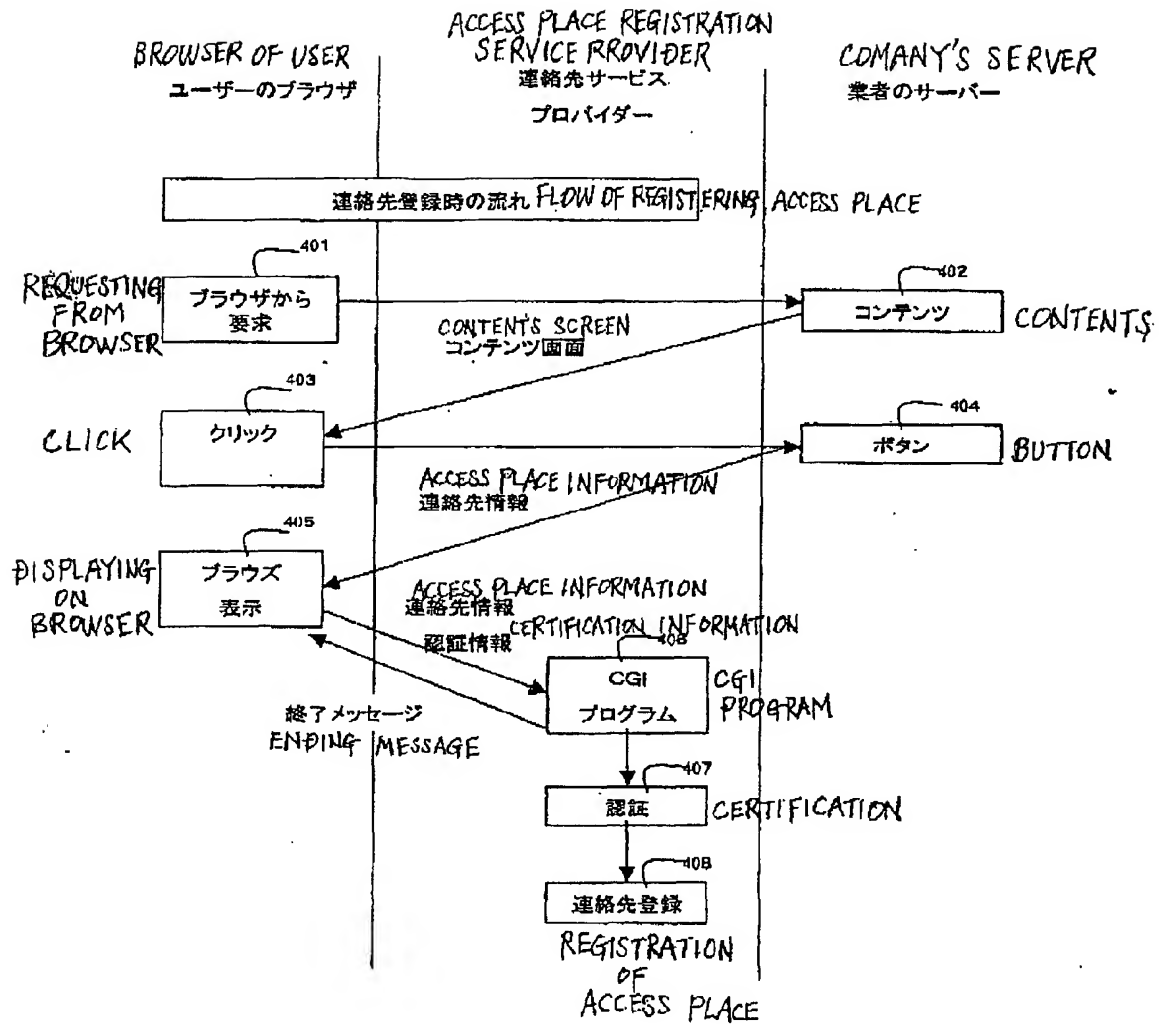 BROWSER OF USER
ユーザーのブラウザ
ACCESS PLACE REGISTRATION
SERVICE RROVIDER
連絡先サービス
プロバイダー
COMANY'S SERVER
業者のサーバー
連絡先登録時の流れ FLOW OF REGISTERING ACCESS PLACE
401
REQUESTING
FROM
BROWSER
ブラウザから
要求
402
コンテンツ
CONTENTS
CONTENTS SCREEN
コンテンツ画面
403
CLICK
クリック
404
ボタン
BUTTON
ACCESS PLACE INFORMATION
連絡先情報
405
DISPLAYING
ON
BROWSER
ブラウズ
表示
ACCESS PLACE INFORMATION
連絡先情報
CERTIFICATION INFORMATION
認証情報
406
CGI
プログラム
CGI
PROGRAM
終了メッセージ
ENDING MESSAGE
407
認証
CERTIFICATION
408
連絡先登録
REGISTRATION
OF
ACCESS PLACE